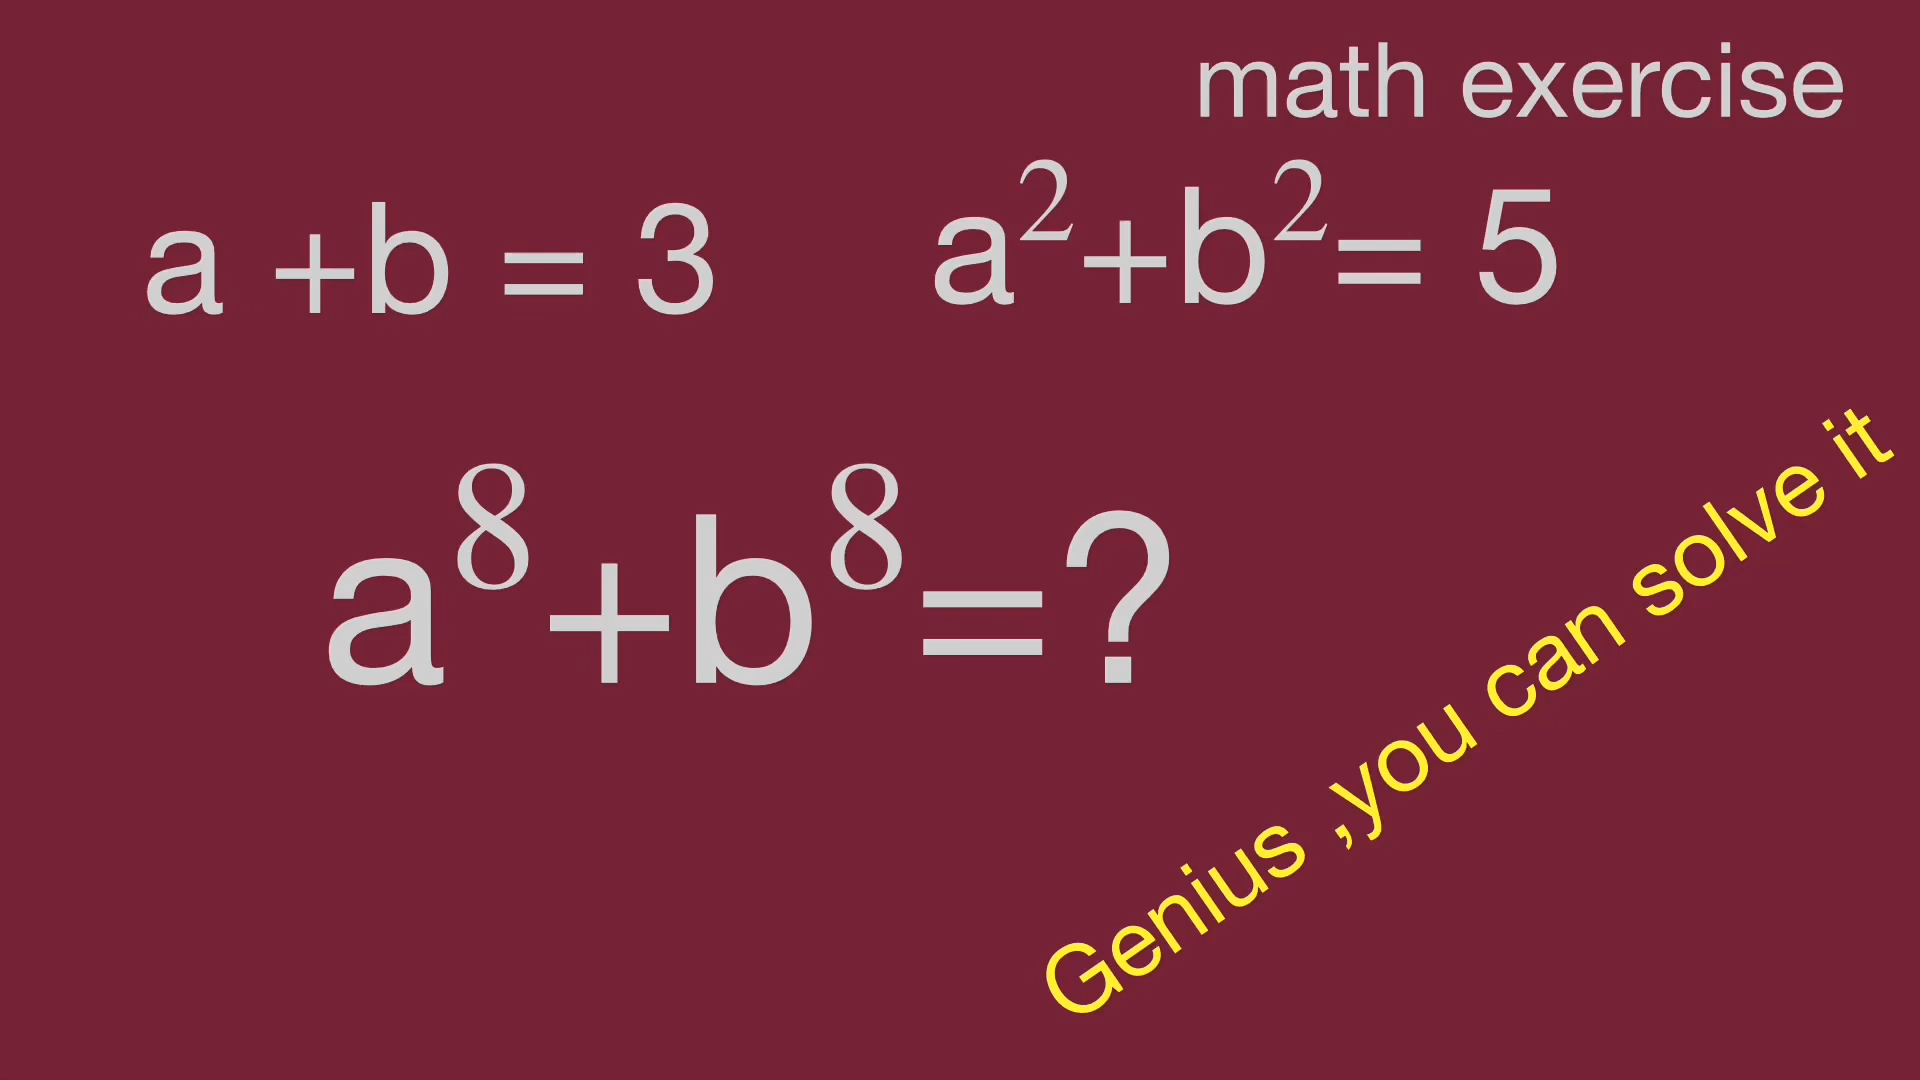 math exercise
a +b = 3
a²+b²= 5
a⁸+b⁸=?
Genius ,you can solve it